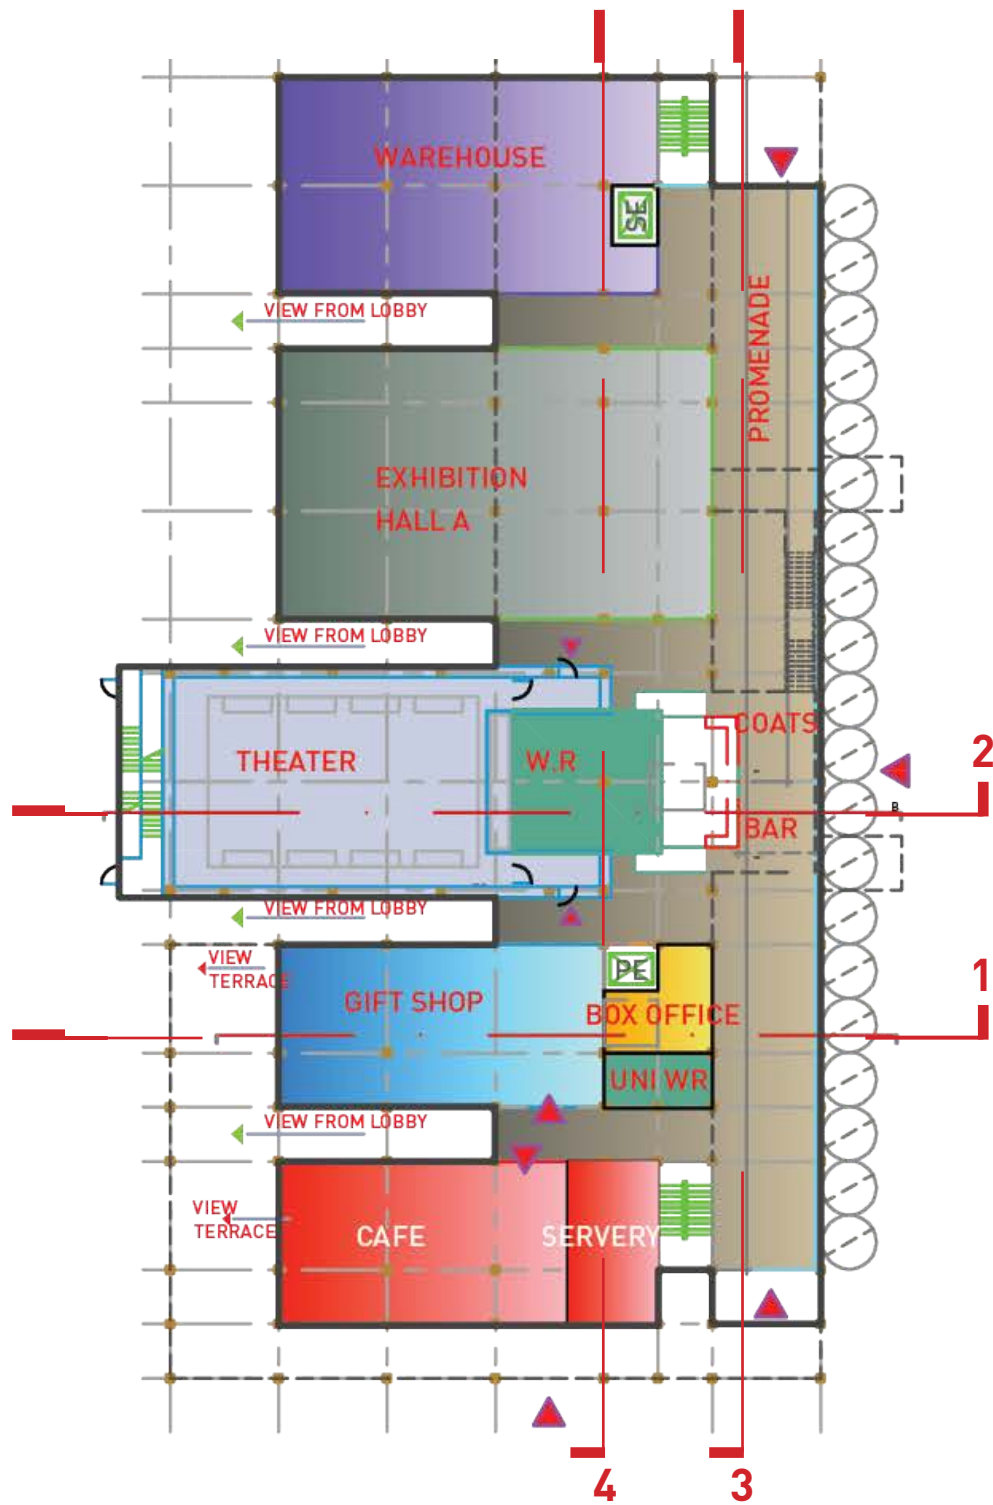 WAREHOUSE
SE
VIEW FROM LOBBY
PROMENADE
EXHIBITION
HALL A
VIEW FROM LOBBY
COATS
2
THEATER
W.R
B
BAR
VIEW FROM LOBBY
VIEW
TERRACE
PE
1
GIFT SHOP
BOX OFFICE
UNI WR
VIEW FROM LOBBY
VIEW
TERRACE
CAFE
SERVERY
4
3